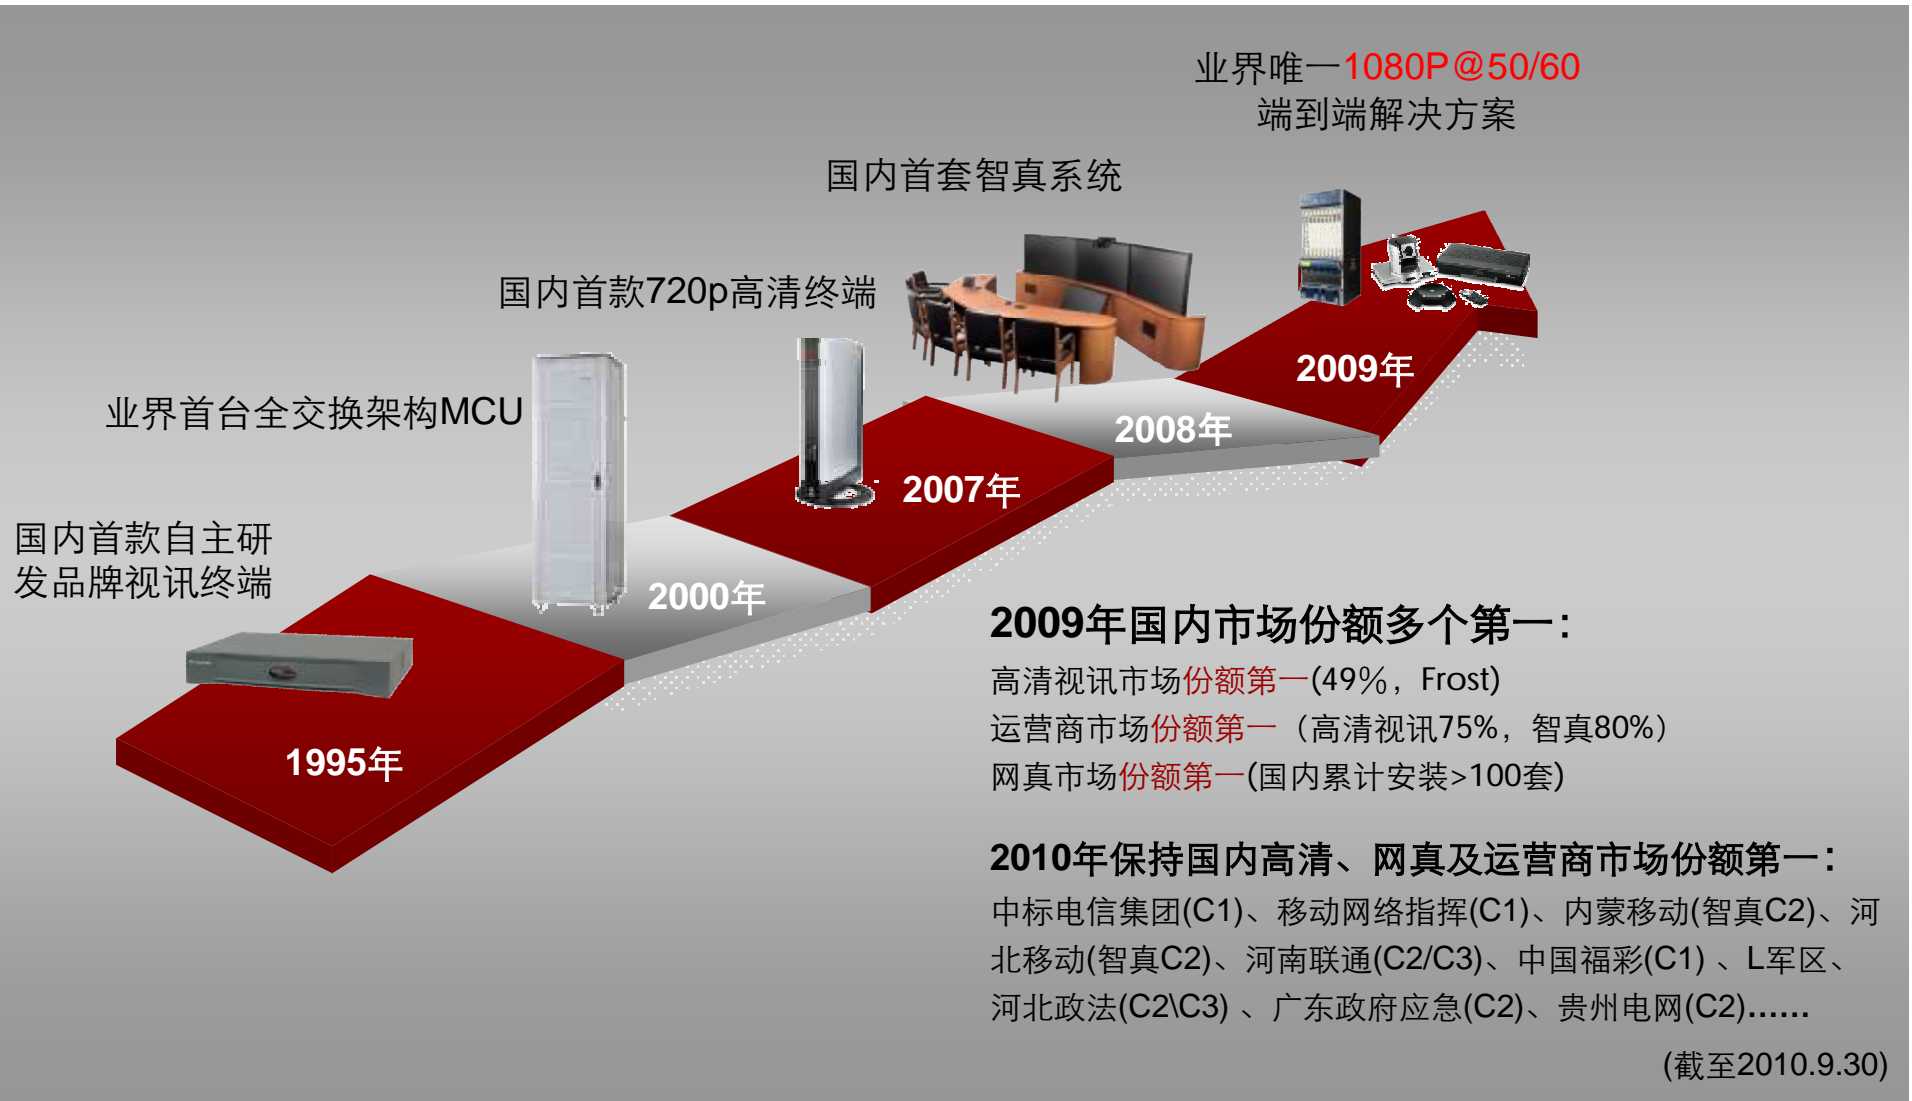 业界唯一1080P@50/60
端到端解决方案
国内首套智真系统
国内首款720p高清终端
业界首台全交换架构MCU
国内首款自主研
发品牌视讯终端
2009年
2008年
2007年
2000年
1995年
2009年国内市场份额多个第一：
高清视讯市场份额第一(49%，Frost)
运营商市场份额第一（高清视讯75%，智真80%）
网真市场份额第一(国内累计安装>100套)
2010年保持国内高清、网真及运营商市场份额第一：
中标电信集团(C1)、移动网络指挥(C1)、内蒙移动(智真C2)、河
北移动(智真C2)、河南联通(C2/C3)、中国福彩(C1) 、L军区、
河北政法(C2\C3) 、广东政府应急(C2)、贵州电网(C2)……
(截至2010.9.30)